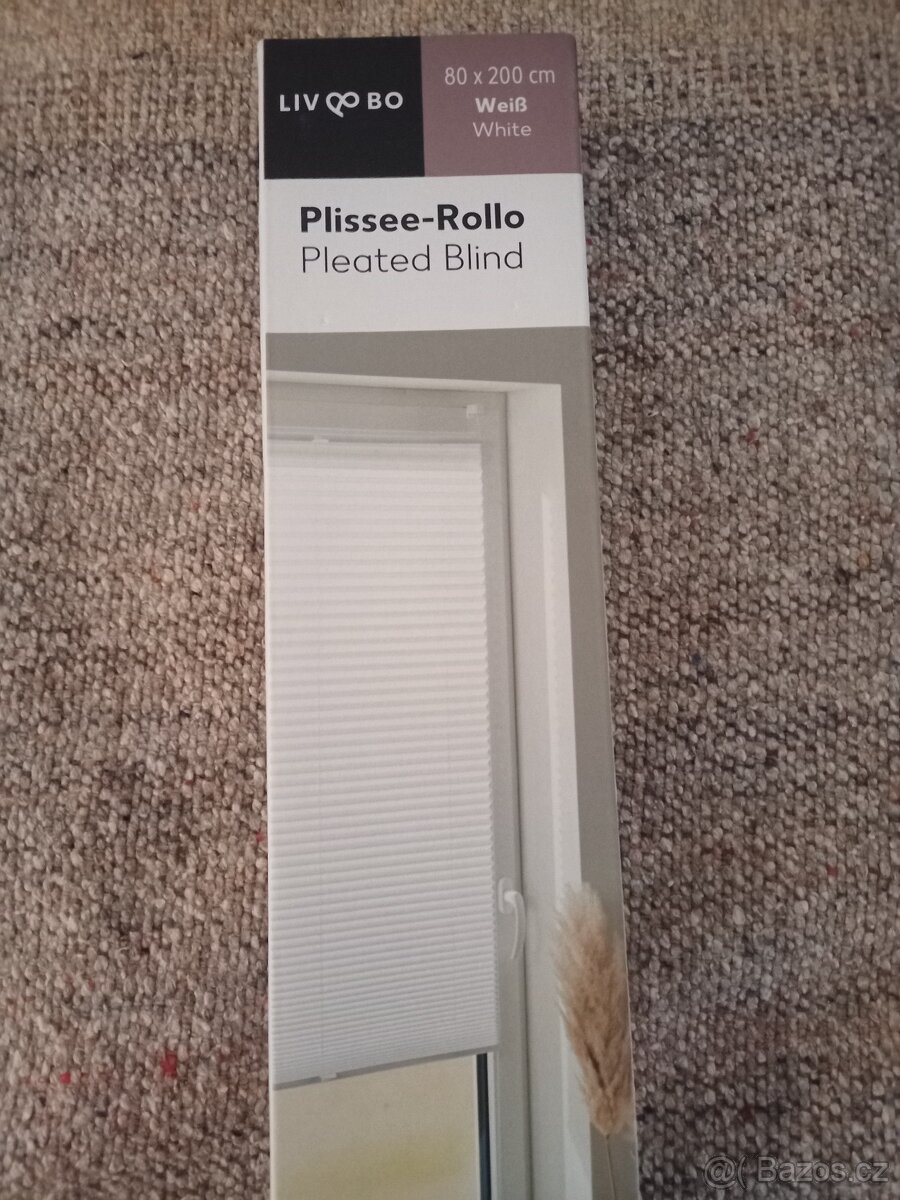 LIV BO
80 x 200 cm
Weiß
White
Plissee-Rollo
Pleated Blind
@( Bazos.cz